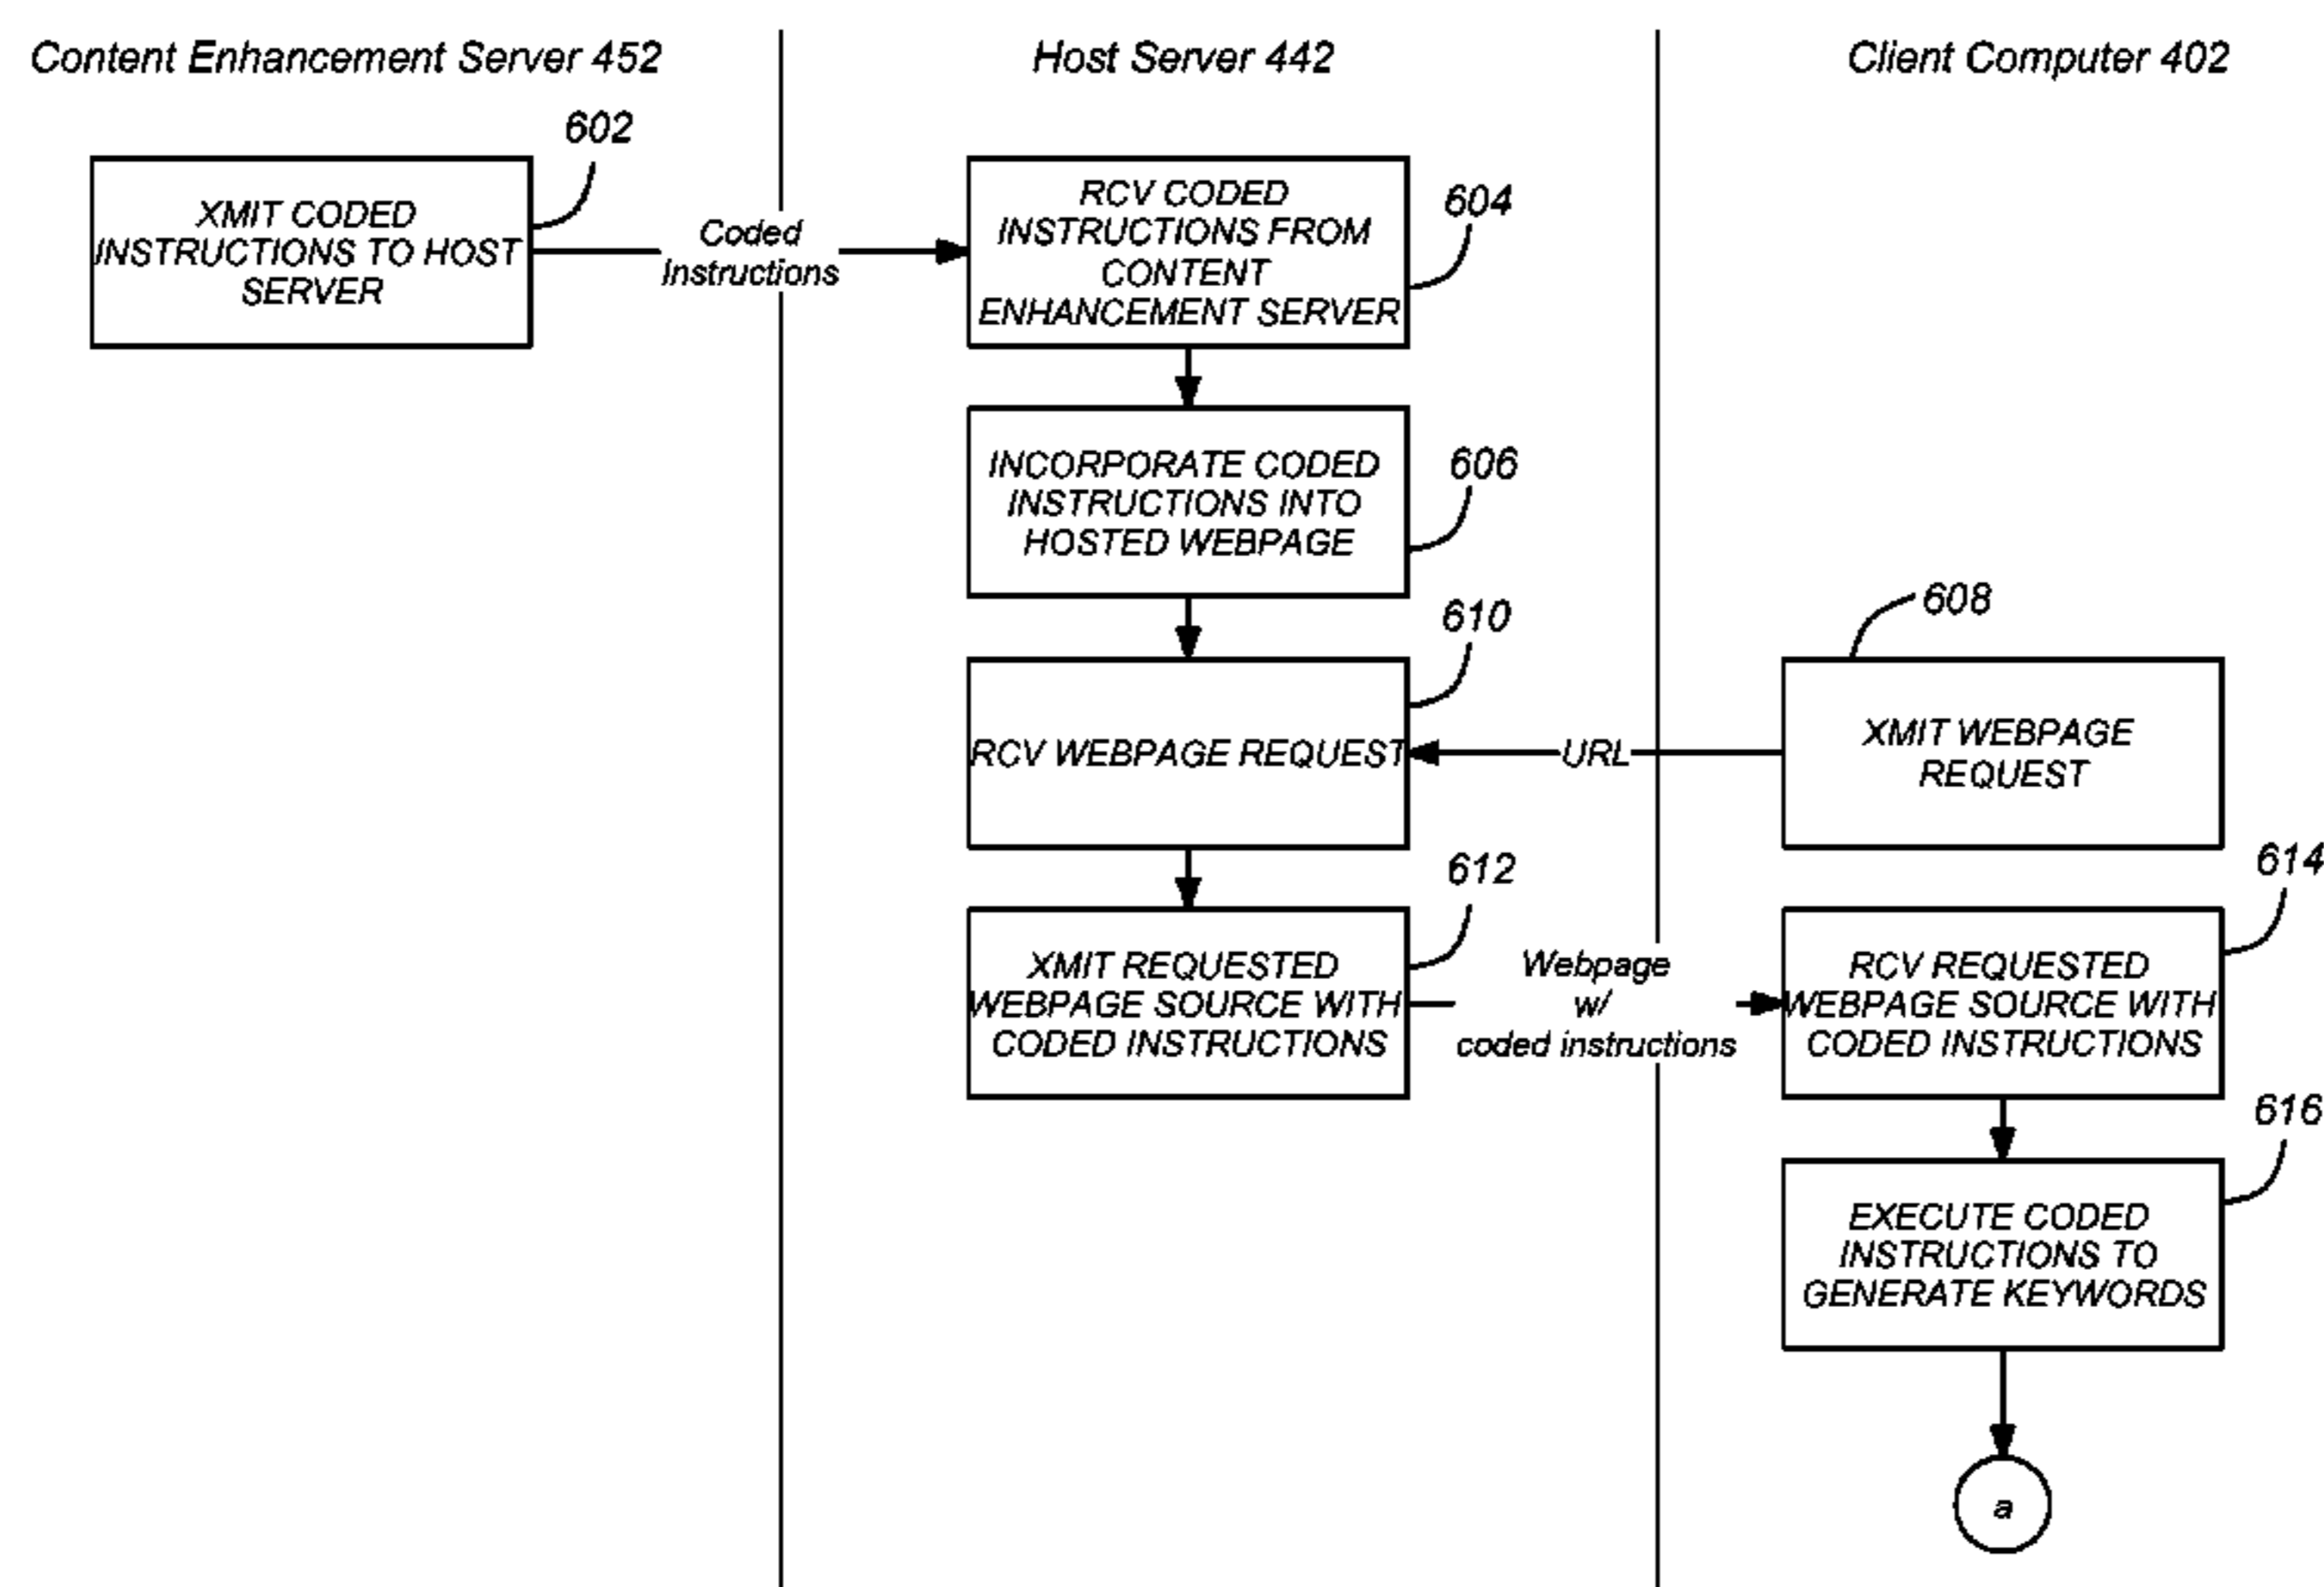 Content Enhancement Server 452
Host Server 442
Client Computer 402
602
XMIT CODED
INSTRUCTIONS TO HOST
SERVER
Coded
Instructions
RCV CODED
INSTRUCTIONS FROM
CONTENT
ENHANCEMENT SERVER
604
INCORPORATE CODED
INSTRUCTIONS INTO
HOSTED WEBPAGE
606
610
608
RCV WEBPAGE REQUEST
URL
XMIT WEBPAGE
REQUEST
612
614
XMIT REQUESTED
WEBPAGE SOURCE WITH
CODED INSTRUCTIONS
Webpage
w/
coded instructions
RCV REQUESTED
WEBPAGE SOURCE WITH
CODED INSTRUCTIONS
616
EXECUTE CODED
INSTRUCTIONS TO
GENERATE KEYWORDS
a